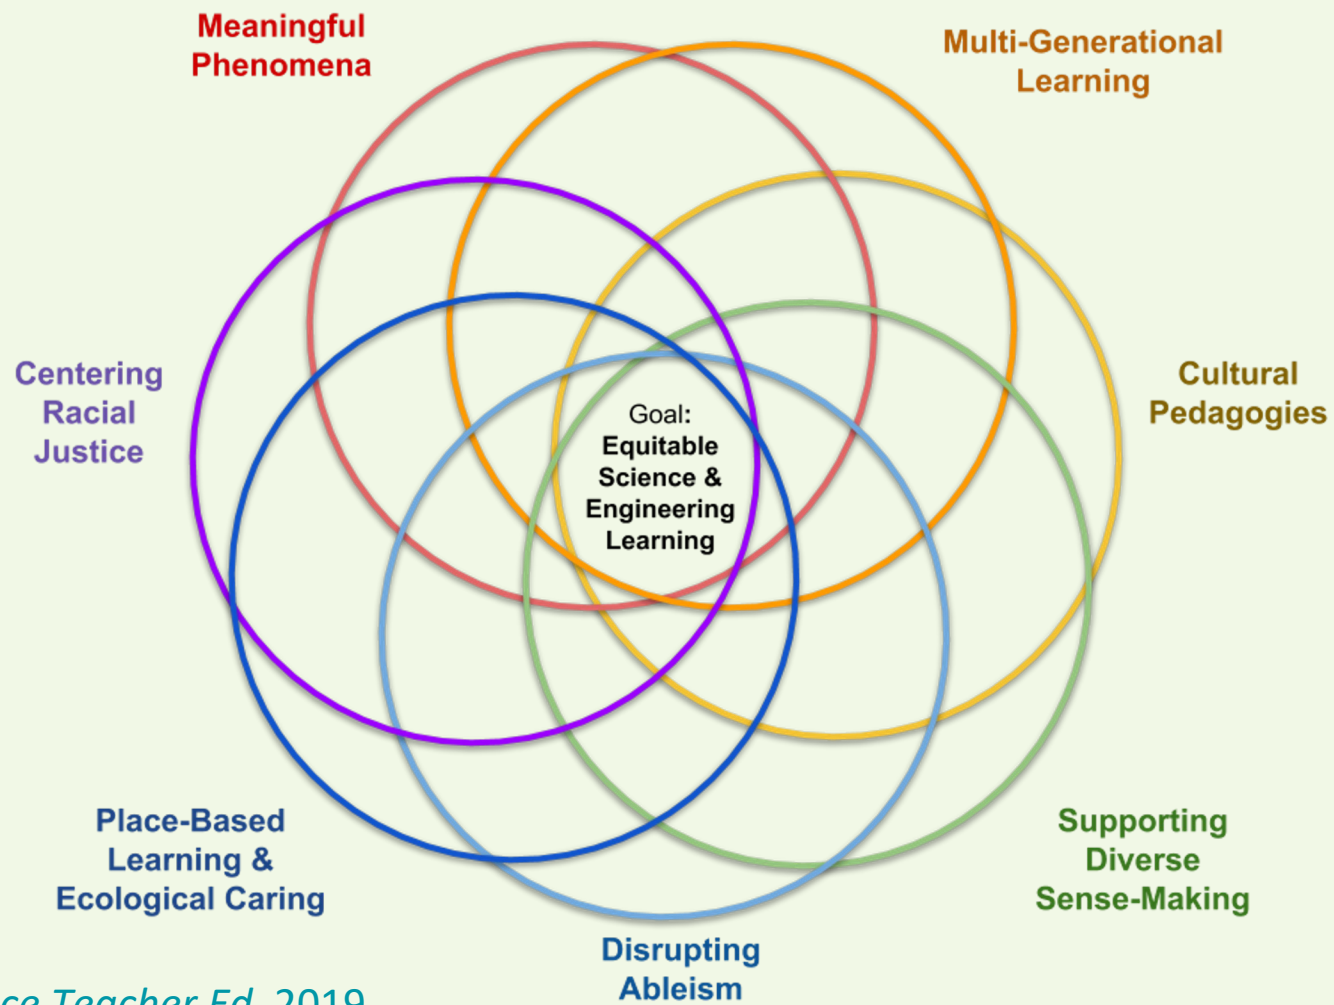 Meaningful
Phenomena
Multi-Generational
Learning
Centering
Racial
Justice
Goal:
Equitable
Science &
Engineering
Learning
Cultural
Pedagogies
Place-Based
Learning &
Ecological Caring
Supporting
Diverse
Sense-Making
Disrupting
Ableism
Teacher Ed, 2019